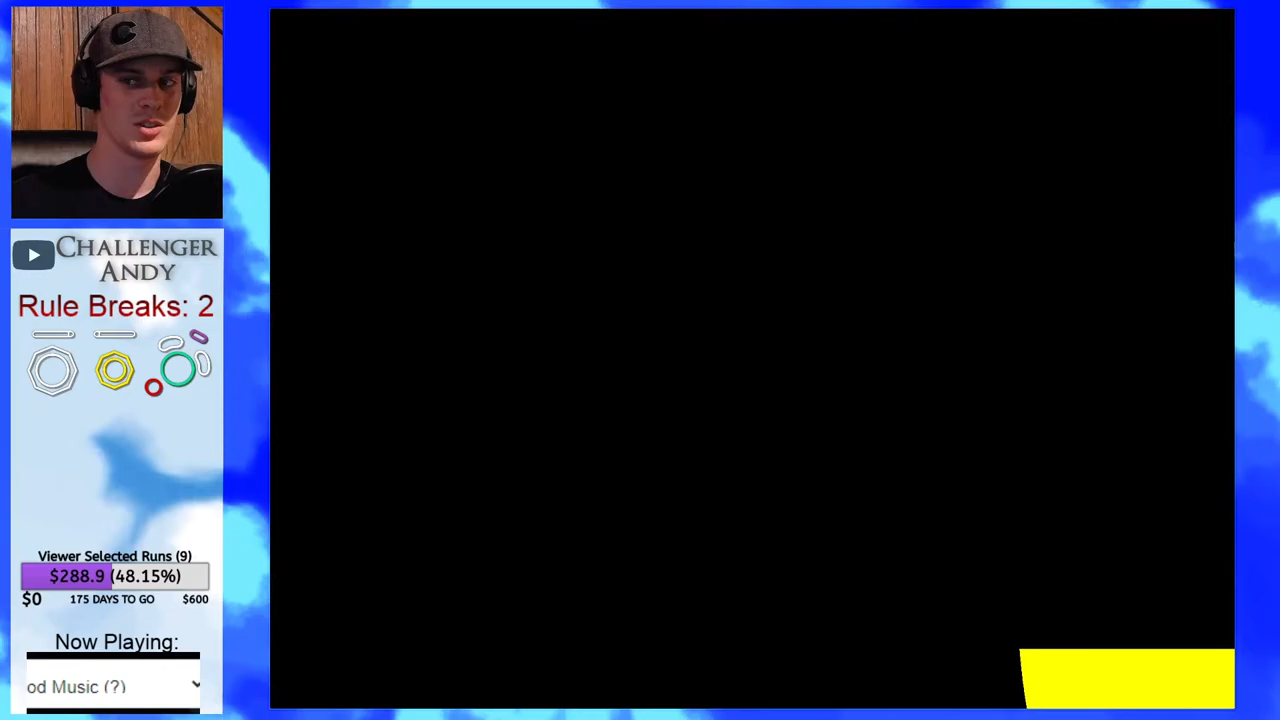 CHALLENGER
ANDY
Rule Breaks: 2
Viewer Selected Runs (9)
$288.9 (48.15%)
$0 175 DAYS TO GO $600
Now Playing:
od Music (?)